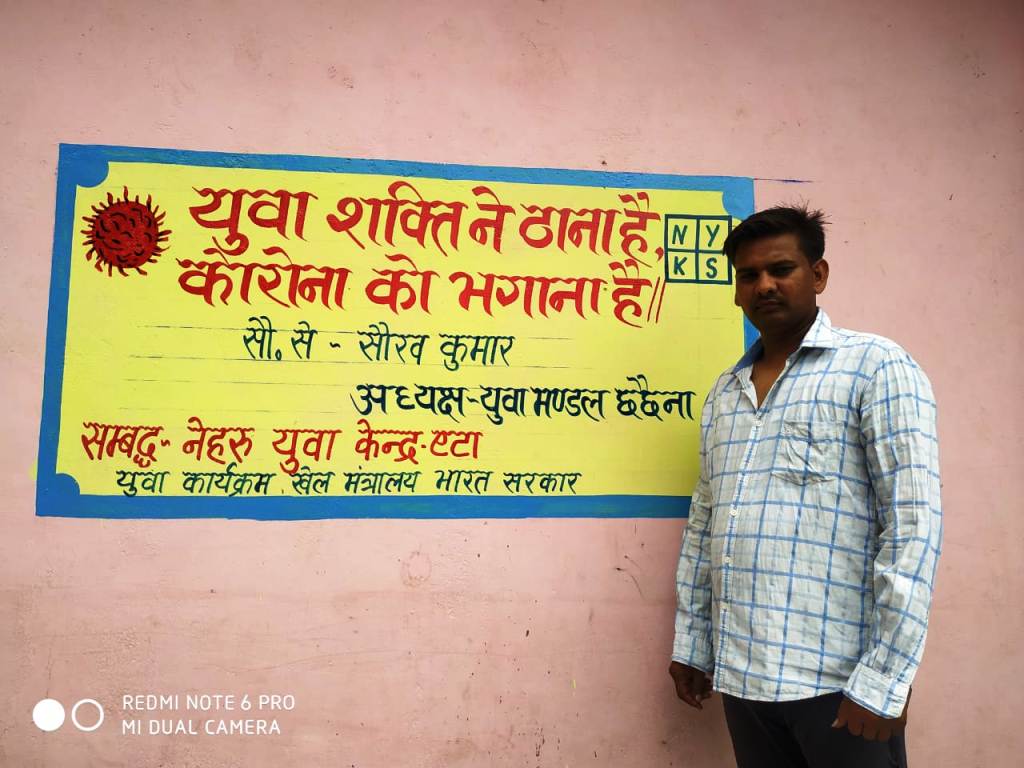 युवा शक्ति ने ठाना है,
कोरोना को भगाना है//
N Y
K S
सौ. से - सौरव कुमार
अध्यक्ष-युवा मण्डल छछैना
सम्बद्ध- नेहरु युवा केन्द्र-एटा
युवा कार्यक्रम. खेल मंत्रालय भारत सरकार
REDMI NOTE 6 PRO
MI DUAL CAMERA